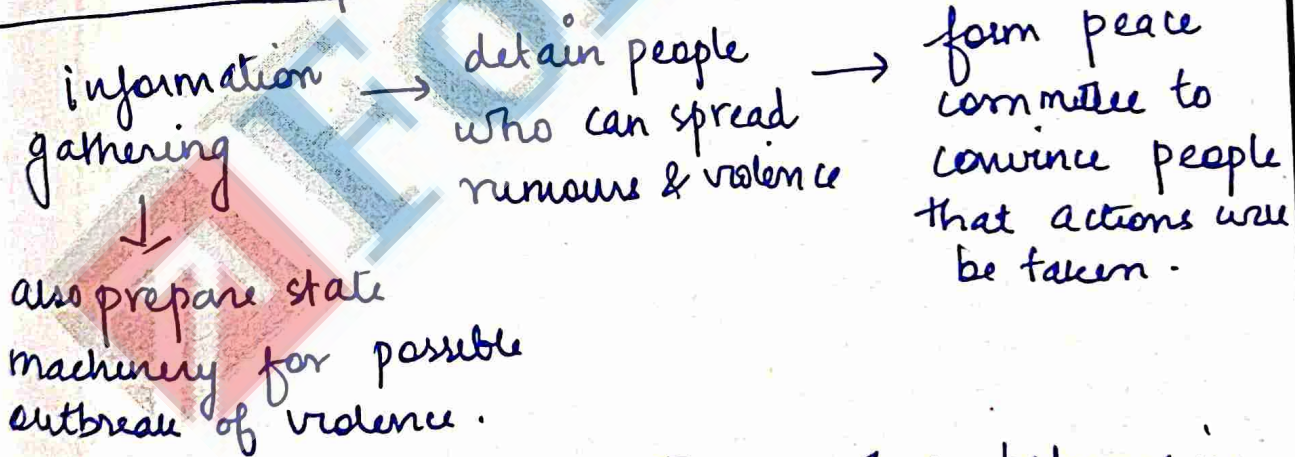 information →
gathering
↓
also prepare state
machinery for possible
outbreak of violence.
detain people →
who can spread
rumours & violence
form peace
committee to
convince people
that actions will
be taken.